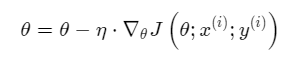 θ = θ − η · ∇_θ J(θ; x^{(i)}; y^{(i)})